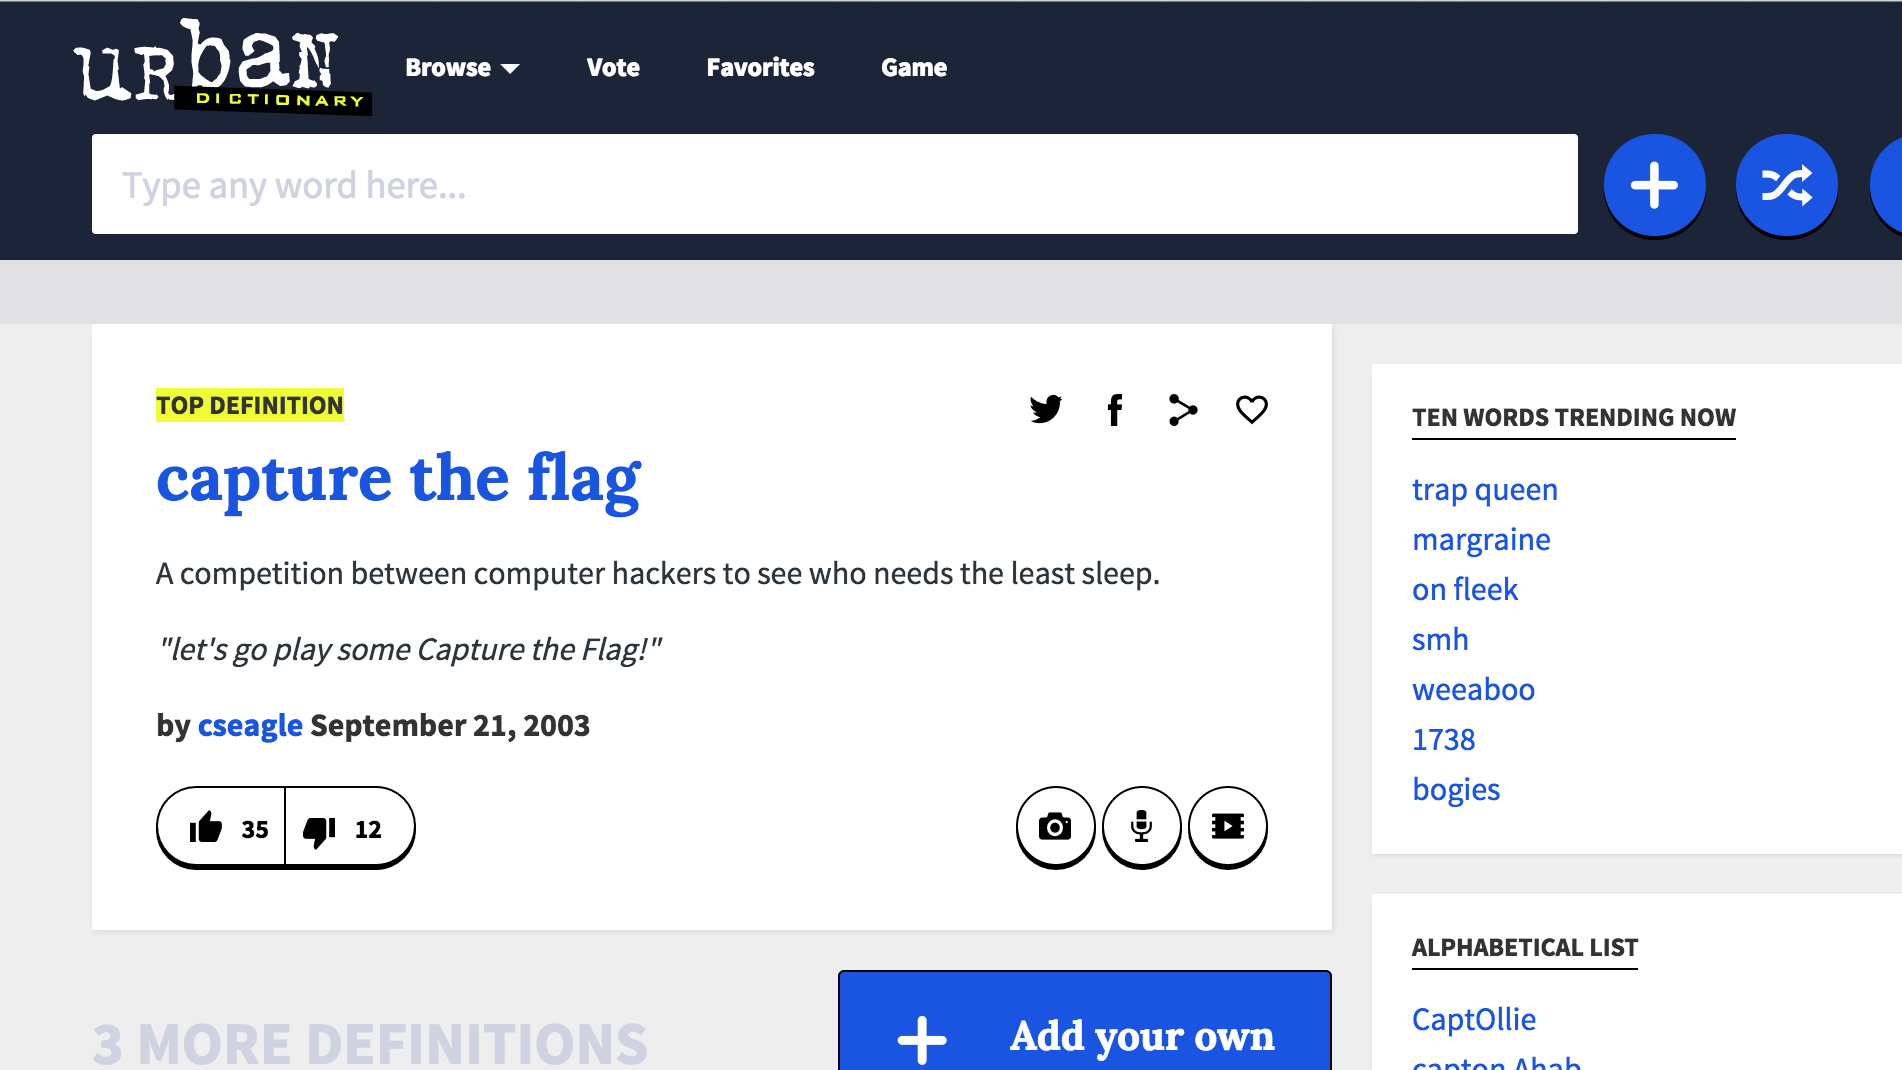 urban
DICTIONARY
Browse
Vote
Favorites
Game
Type any word here...
TOP DEFINITION
capture the flag
A competition between computer hackers to see who needs the least sleep.
"let's go play some Capture the Flag!"
by cseagle September 21, 2003
35
12
3 MORE DEFINITIONS
Add your own
TEN WORDS TRENDING NOW
trap queen
margraine
on fleek
smh
weeaboo
1738
bogies
ALPHABETICAL LIST
CaptOllie
capton Ahab